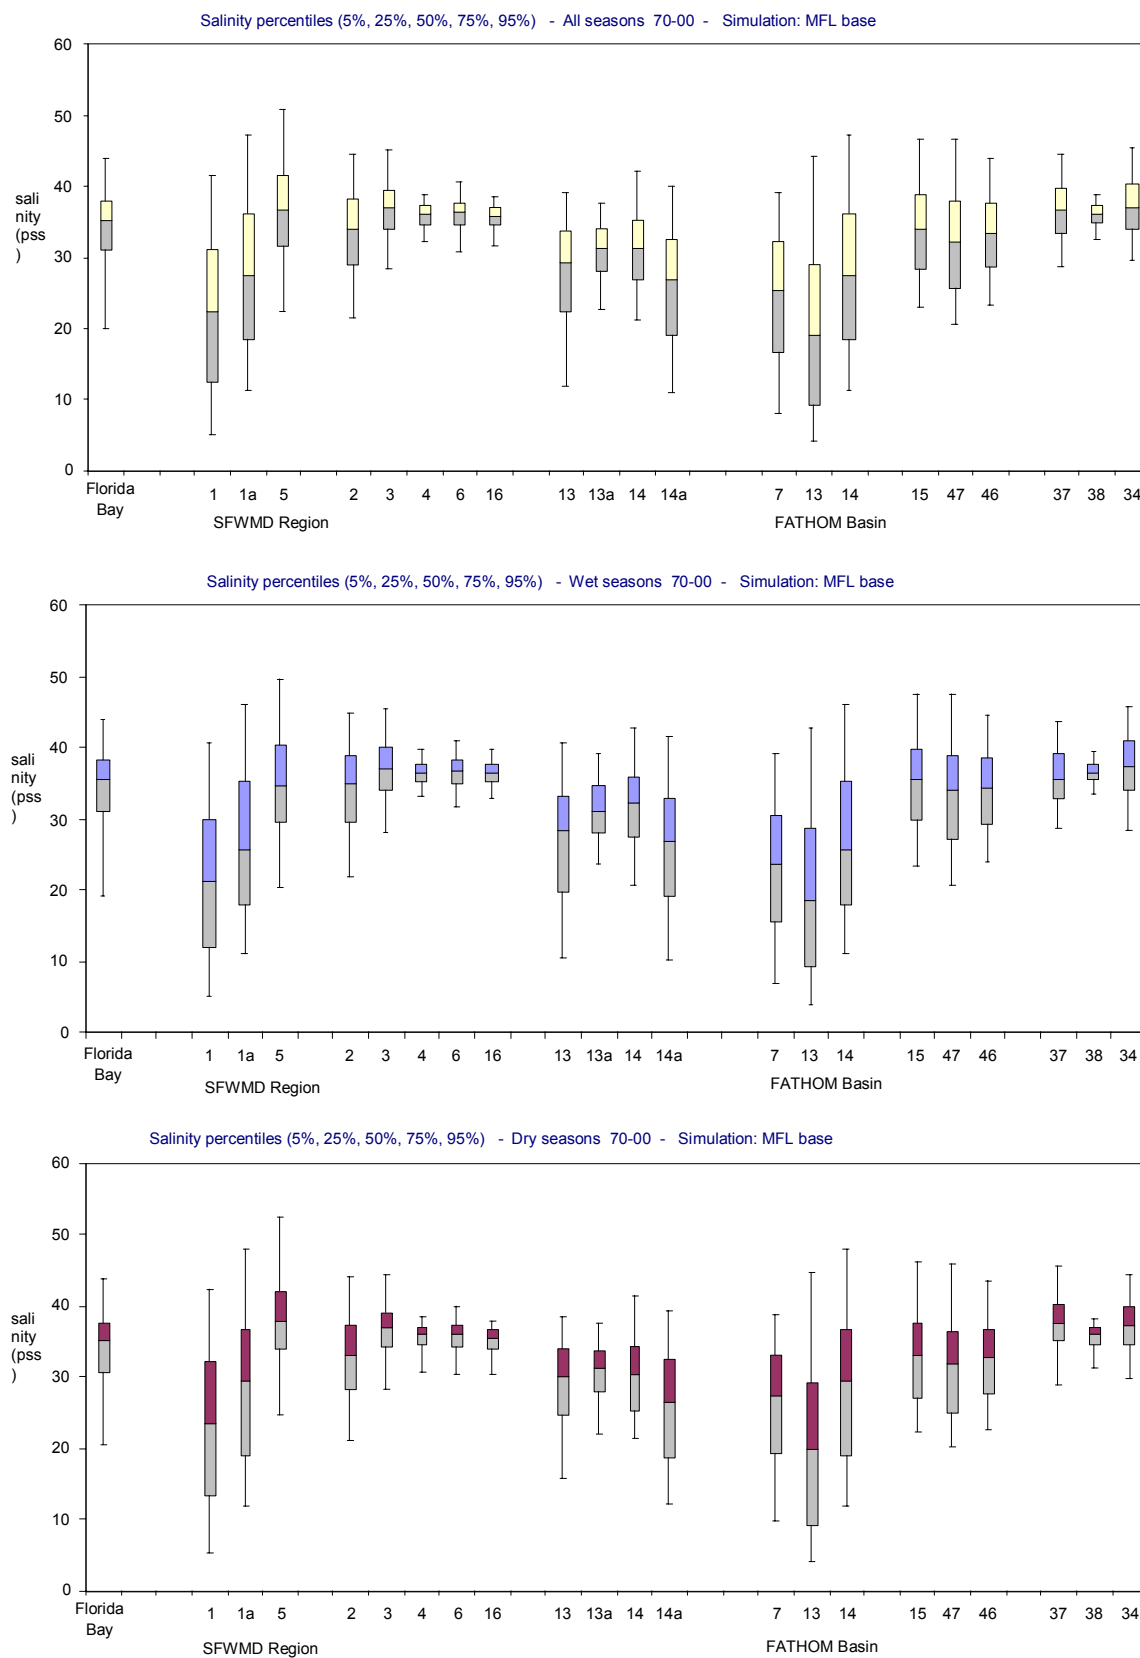 Salinity percentiles (5%, 25%, 50%, 75%, 95%) - All seasons 70-00 - Simulation: MFL base
60
50
40
sali
nity
(pss
)
30
20
10
0
Florida
Bay
1 1a 5 2 3 4 6 16 13 13a 14 14a 7 13 14 15 47 46 37 38 34
SFWMD Region FATHOM Basin
Salinity percentiles (5%, 25%, 50%, 75%, 95%) - Wet seasons 70-00 - Simulation: MFL base
60
50
40
sali
nity
(pss
)
30
20
10
0
Florida
Bay
1 1a 5 2 3 4 6 16 13 13a 14 14a 7 13 14 15 47 46 37 38 34
SFWMD Region FATHOM Basin
Salinity percentiles (5%, 25%, 50%, 75%, 95%) - Dry seasons 70-00 - Simulation: MFL base
60
50
40
sali
nity
(pss
)
30
20
10
0
Florida
Bay
1 1a 5 2 3 4 6 16 13 13a 14 14a 7 13 14 15 47 46 37 38 34
SFWMD Region FATHOM Basin